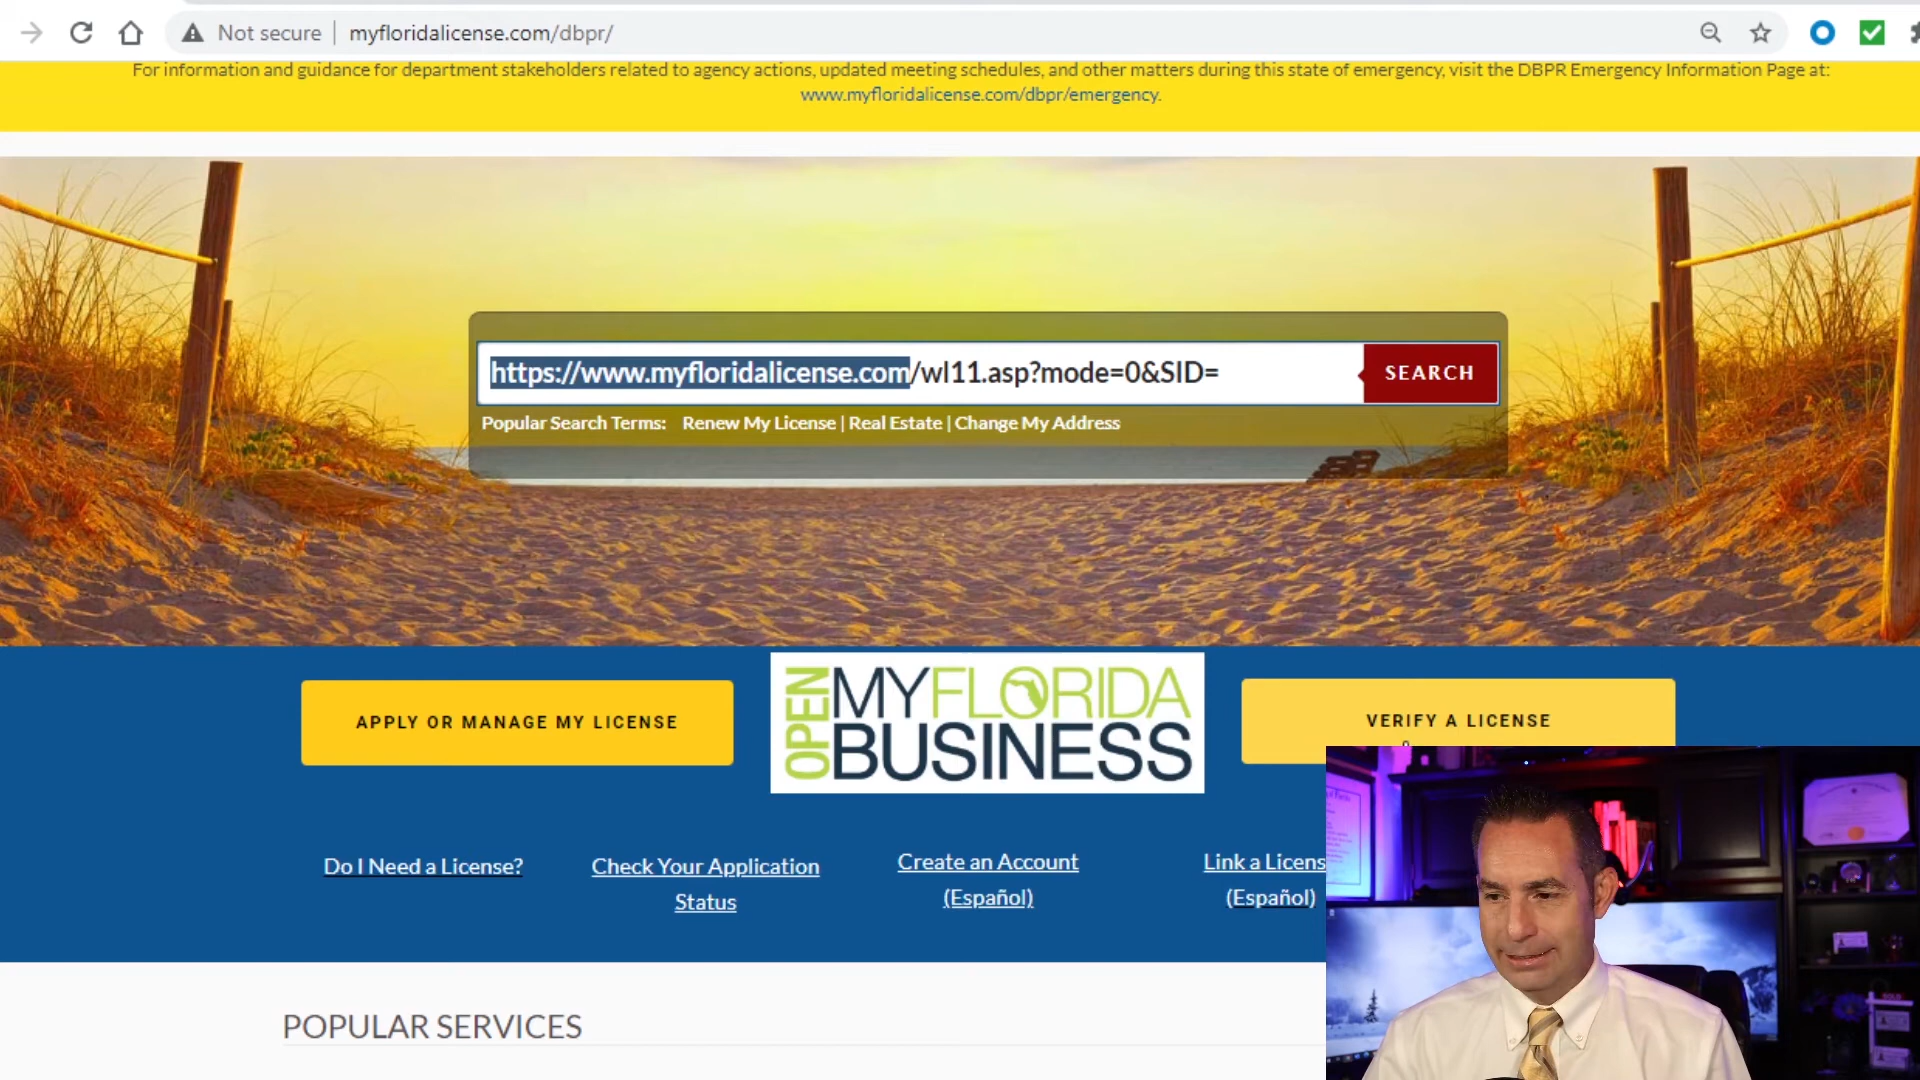 Not secure | myfloridalicense.com/dbpr/
For information and guidance for department stakeholders related to agency actions, updated meeting schedules, and other matters during this state of emergency, visit the DBPR Emergency Information Page at:
www.myfloridalicense.com/dbpr/emergency.
https://www.myfloridalicense.com/wl11.asp?mode=0&SID=
SEARCH
Popular Search Terms: Renew My License | Real Estate | Change My Address
APPLY OR MANAGE MY LICENSE
OPEN
MYFLORIDA
BUSINESS
VERIFY A LICENSE
Do I Need a License?
Check Your Application
Status
Create an Account
(Español)
Link a Licens
(Español)
POPULAR SERVICES